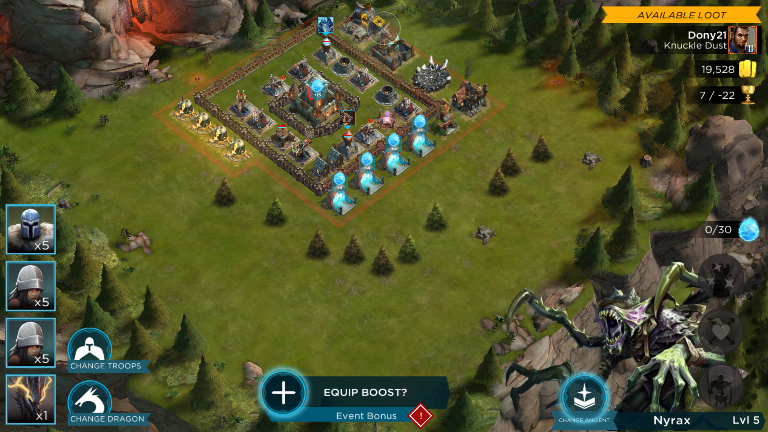 AVAILABLE LOOT
Dony21
Knuckle Dust
19,528
7 / -22
0/30
x5
x5
x5
x1
CHANGE TROOPS
CHANGE DRAGON
EQUIP BOOST?
Event Bonus !
CHANGE ANCIENT
Nyrax Lvl 5